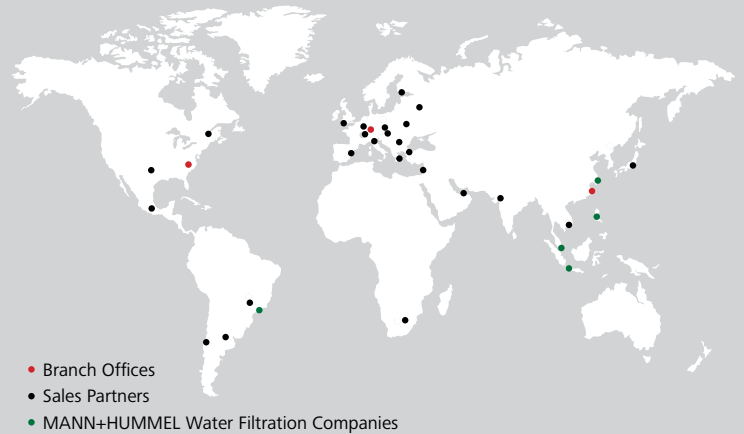 Branch Offices
Sales Partners
MANN+HUMMEL Water Filtration Companies